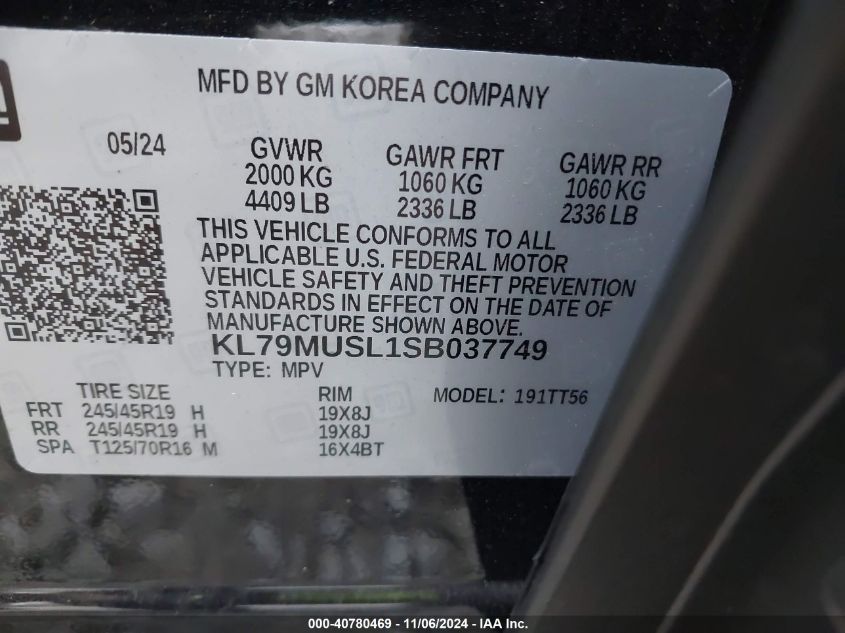 MFD BY GM KOREA COMPANY
05/24 GVWR GAWR FRT GAWR RR
2000 KG 1060 KG 1060 KG
4409 LB 2336 LB 2336 LB
THIS VEHICLE CONFORMS TO ALL
APPLICABLE U.S. FEDERAL MOTOR
VEHICLE SAFETY AND THEFT PREVENTION
STANDARDS IN EFFECT ON THE DATE OF
MANUFACTURE SHOWN ABOVE.
KL79MUSL1SB037749
TYPE: MPV
TIRE SIZE RIM MODEL: 191TT56
FRT 245/45R19 H 19X8J
RR 245/45R19 H 19X8J
SPA T125/70R16 M 16X4BT
000-40780469 - 11/06/2024 - IAAI Inc.